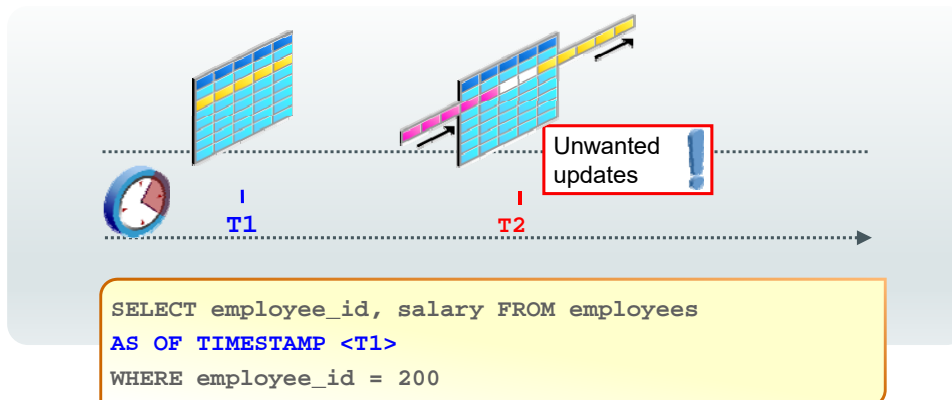 Unwanted
updates
T1
T2
SELECT employee_id, salary FROM employees
AS OF TIMESTAMP <T1>
WHERE employee_id = 200